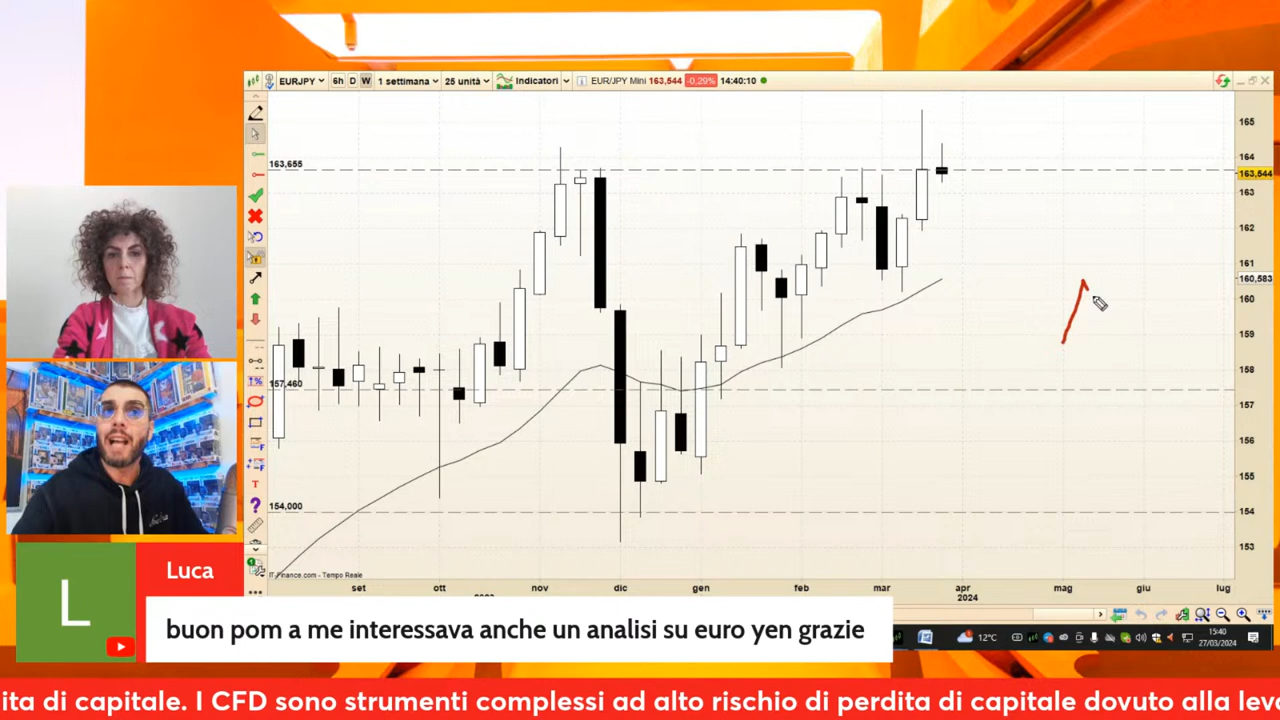 EURJPY 6h D W 1 settimana 25 unità Indicatori EUR/JPY Mini 163,544 -0,29% 14:40:10
165
163,655
164
163,544
163
162
161
160,583
160
159
158
157,460
157
156
155
154,000
154
153
IT-Finance.com - Tempo Reale
set ott nov dic gen feb mar apr mag giu lug
2024
12°C
15:40
27/03/2024
L
Luca
buon pom a me interessava anche un analisi su euro yen grazie
ita di capitale. I CFD sono strumenti complessi ad alto rischio di perdita di capitale dovuto alla leve